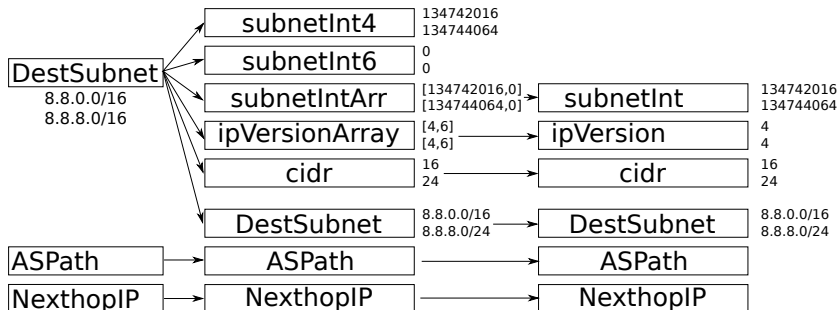 subnetInt4
134742016
134744064
subnetInt6
0
0
DestSubnet
8.8.0.0/16
8.8.8.0/16
subnetIntArr
[134742016,0]
[134744064,0]
subnetInt
134742016
134744064
ipVersionArray
[4,6]
[4,6]
ipVersion
4
4
cidr
16
24
cidr
16
24
DestSubnet
8.8.0.0/16
8.8.8.0/24
DestSubnet
8.8.0.0/16
8.8.8.0/24
ASPath
ASPath
ASPath
NexthopIP
NexthopIP
NexthopIP